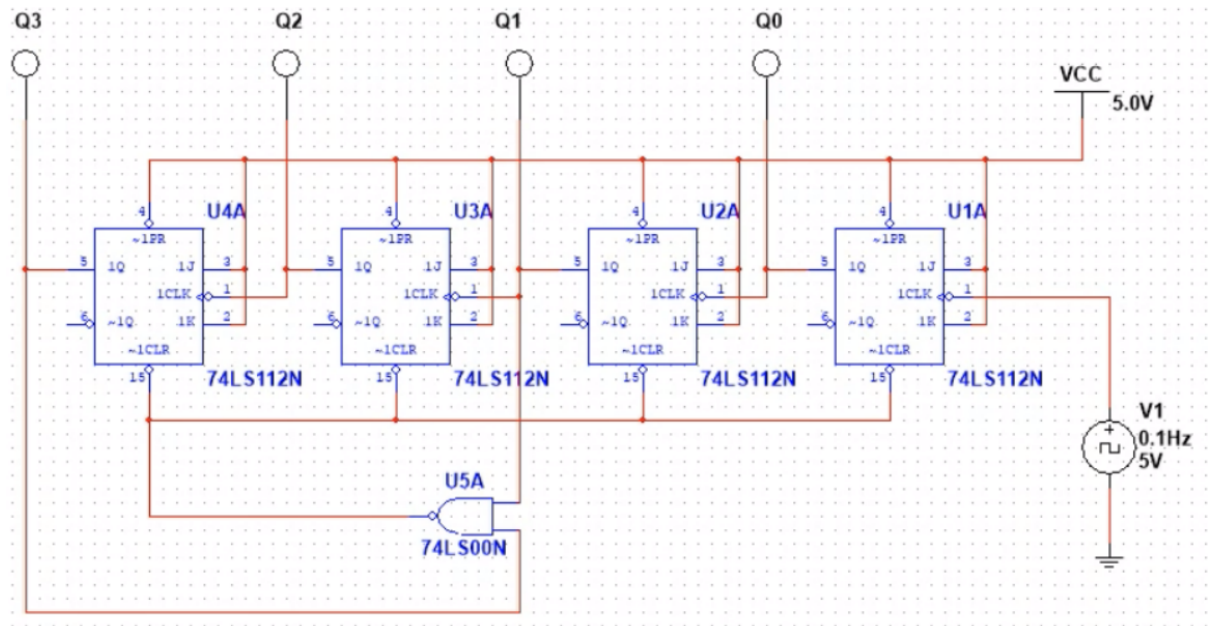 Q3
Q2
Q1
Q0
VCC
5.0V
4
U4A
4
U3A
4
U2A
4
U1A
~1PR
~1PR
~1PR
~1PR
5
1Q
1J
3
5
1Q
1J
3
5
1Q
1J
3
5
1Q
1J
3
1CLK
1
1CLK
1
1CLK
1
1CLK
1
6
~1Q
1K
2
6
~1Q
1K
2
6
~1Q
1K
2
6
~1Q
1K
2
~1CLR
~1CLR
~1CLR
~1CLR
15
74LS112N
15
74LS112N
15
74LS112N
15
74LS112N
V1
0.1Hz
5V
U5A
74LS00N